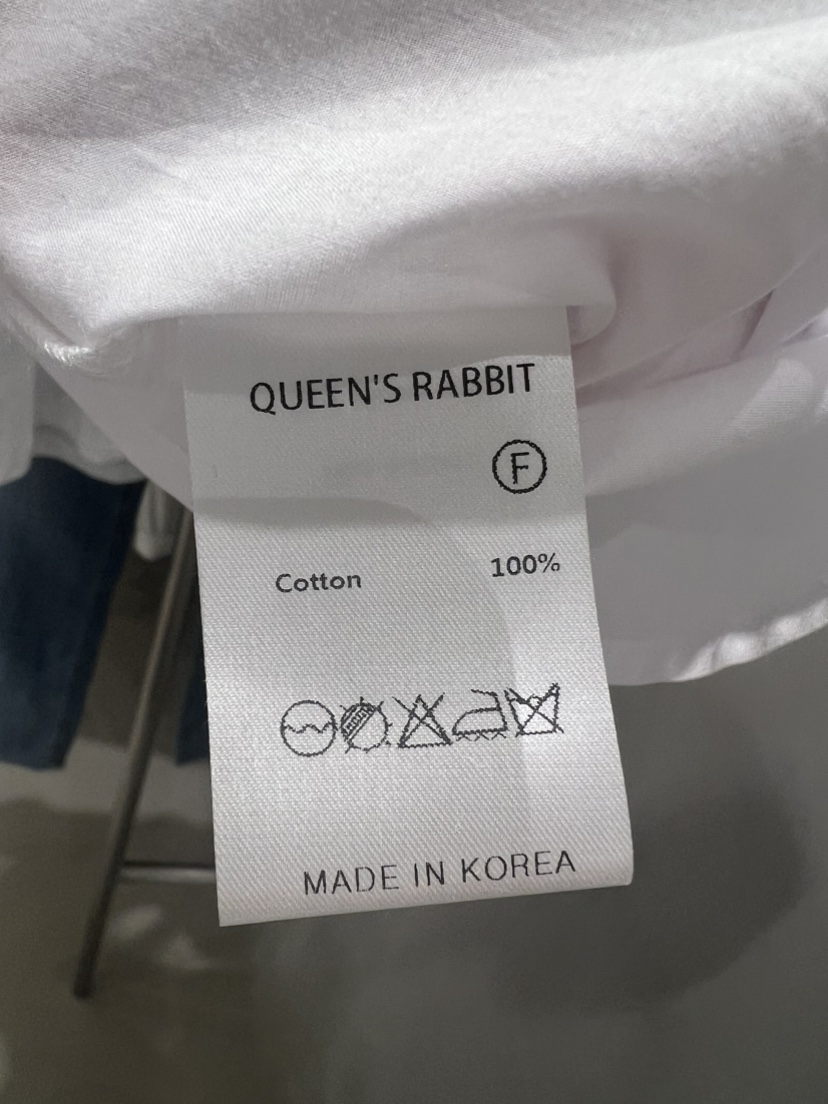 QUEEN'S RABBIT
F
Cotton 100%
MADE IN KOREA